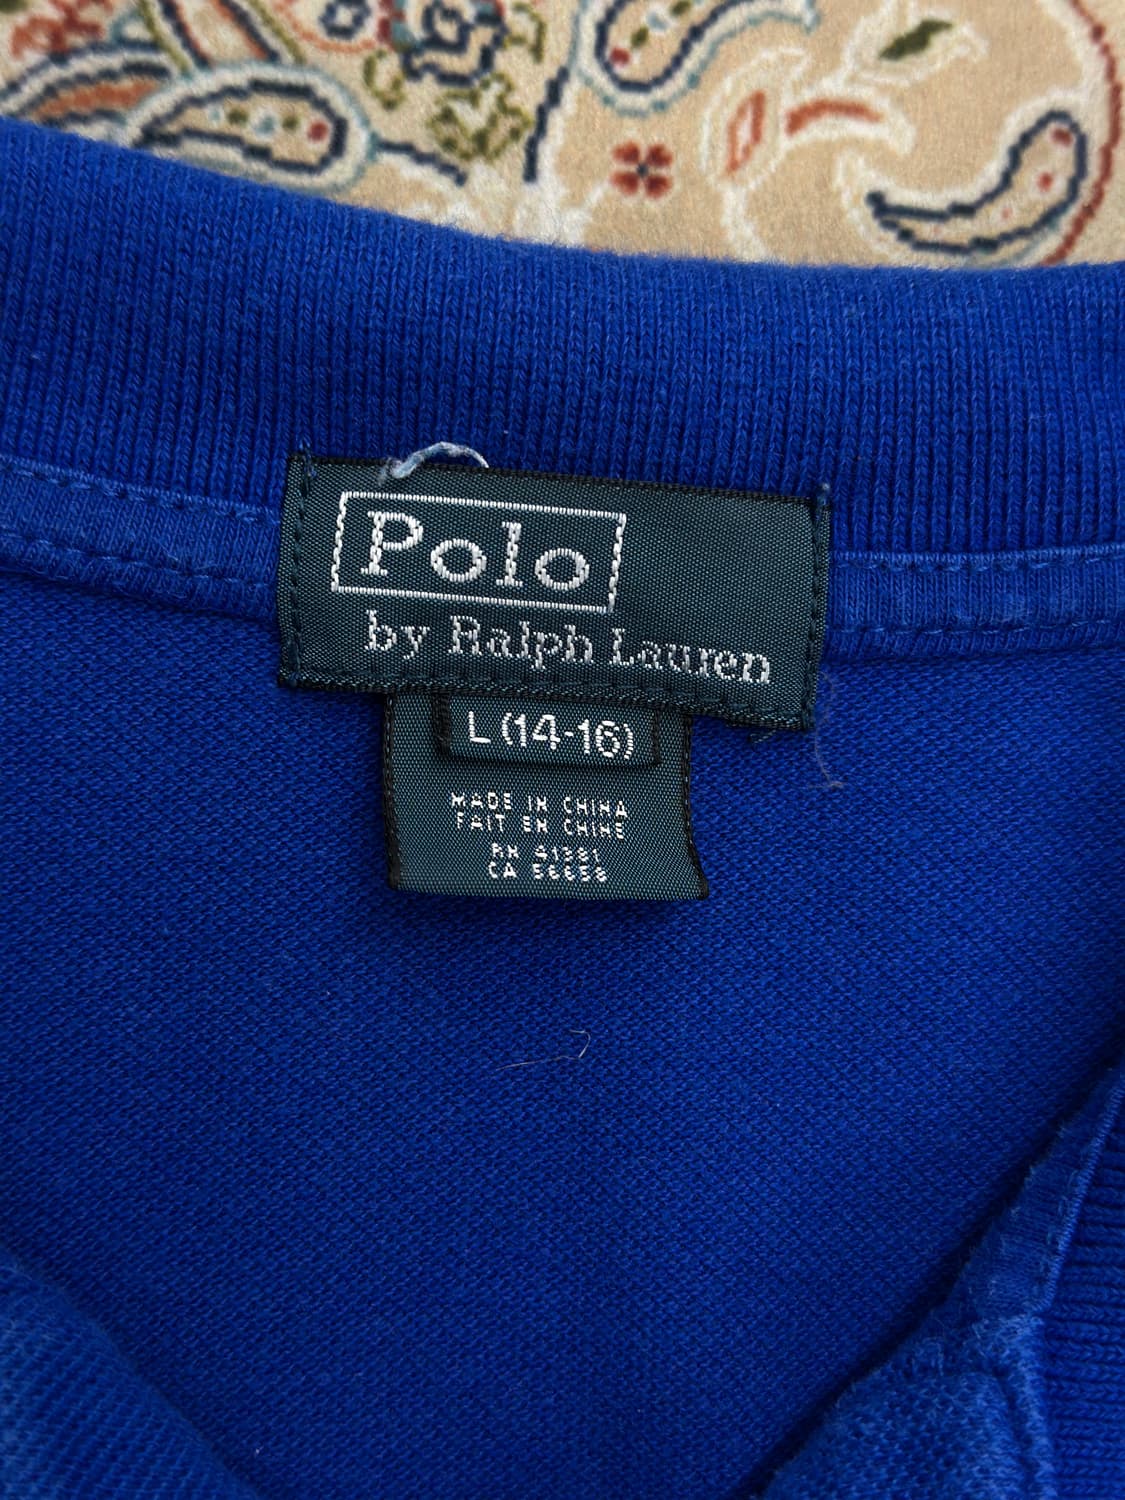 Polo
by Ralph Lauren
L (14-16)
MADE IN CHINA
FAIT EN CHINE
RN 41381
CA 56658